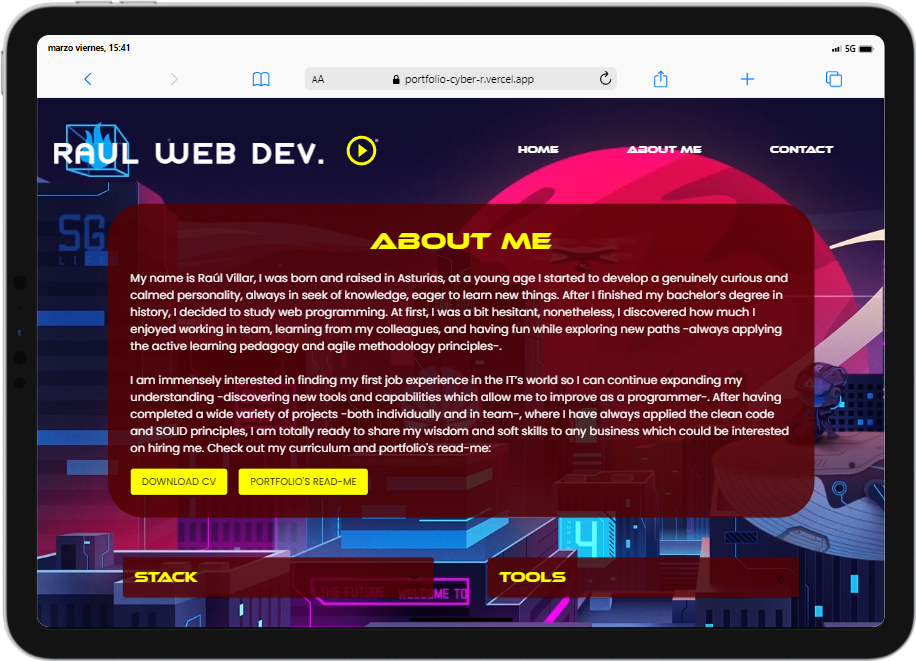 marzo viernes, 15:41
5G
AA
portfolio-cyber-r.vercel.app
RAUL WEB DEV.
HOME
ABOUT ME
CONTACT
5G
LIFE
ABOUT ME
My name is Raúl Villar, I was born and raised in Asturias, at a young age I started to develop a genuinely curious and
calmed personality, always in seek of knowledge, eager to learn new things. After I finished my bachelor's degree in
history, I decided to study web programming. At first, I was a bit hesitant, nonetheless, I discovered how much I
enjoyed working in team, learning from my colleagues, and having fun while exploring new paths -always applying
the active learning pedagogy and agile methodology principles-.
I am immensely interested in finding my first job experience in the IT's world so I can continue expanding my
understanding -discovering new tools and capabilities which allow me to improve as a programmer-. After having
completed a wide variety of projects -both individually and in team-, where I have always applied the clean code
and SOLID principles, I am totally ready to share my wisdom and soft skills to any business which could be interested
on hiring me. Check out my curriculum and portfolio's read-me:
DOWNLOAD CV
PORTFOLIO'S READ-ME
4
STACK
TOOLS
THE FUTURE WELCOME TO